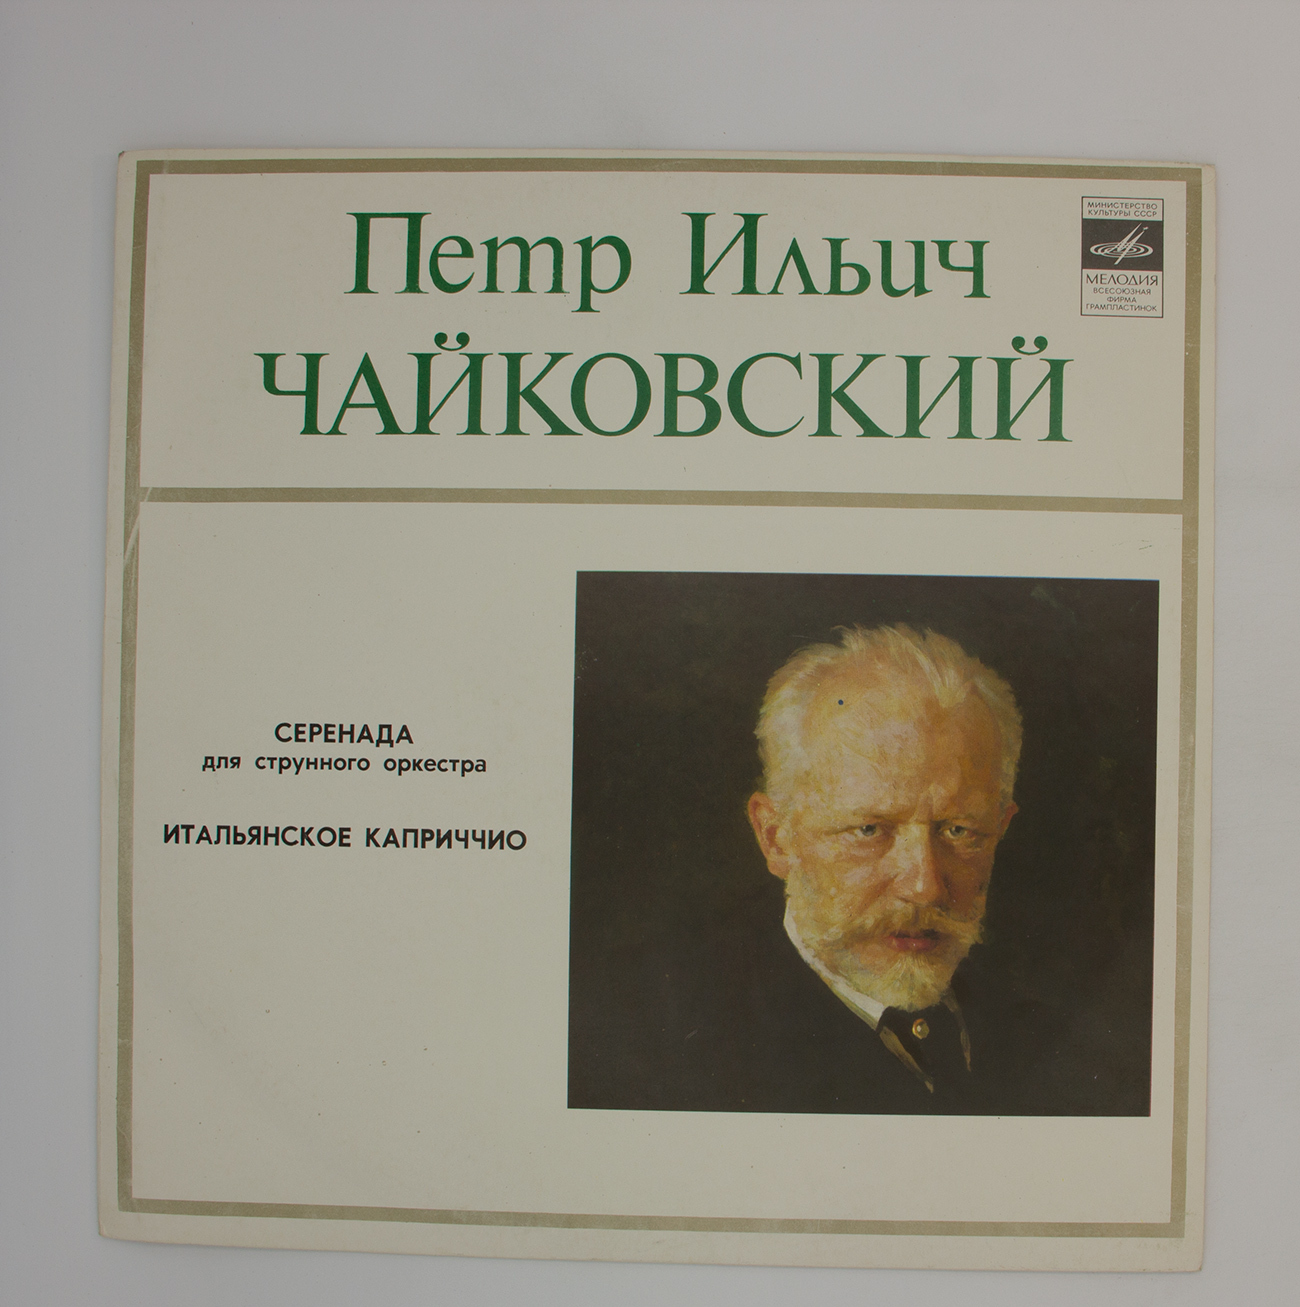 Петр Ильич
ЧАЙКОВСКИЙ
МИНИСТЕРСТВО
КУЛЬТУРЫ СССР
МЕЛОДИЯ
ВСЕСОЮЗНАЯ
ФИРМА
ГРАМПЛАСТИНОК
СЕРЕНАДА
для струнного оркестра
ИТАЛЬЯНСКОЕ КАПРИЧЧИО